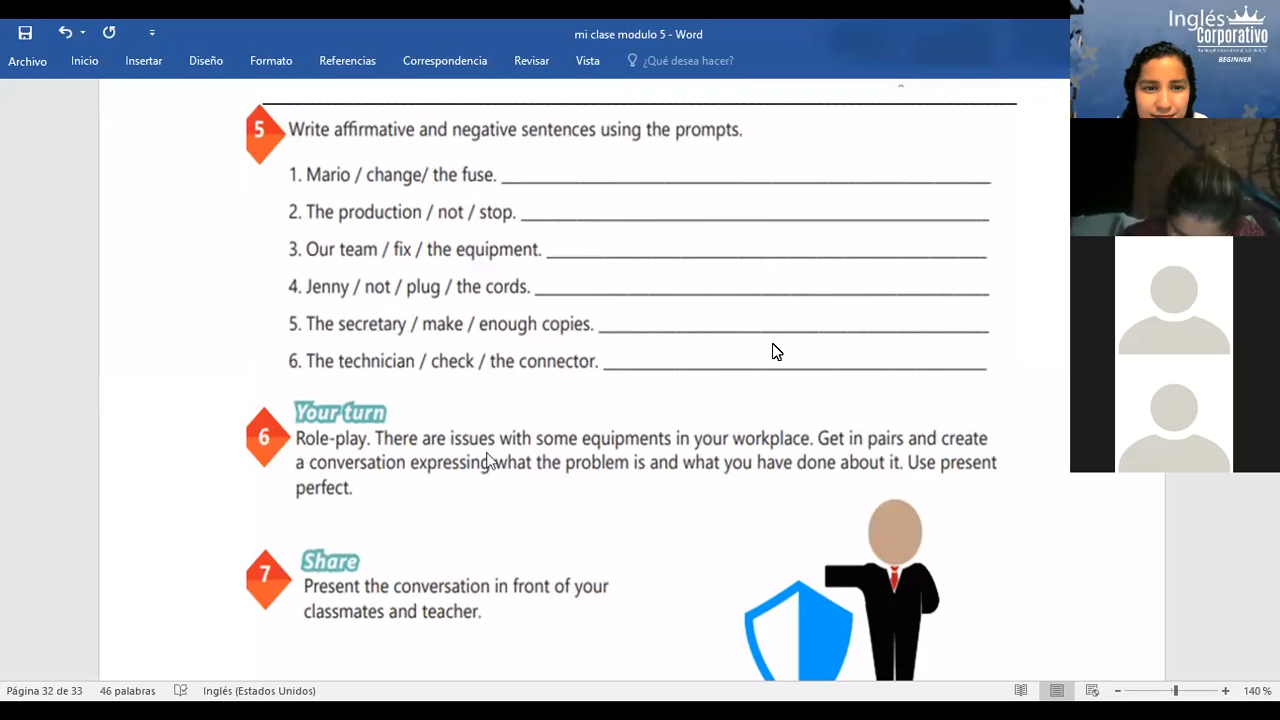 mi clase modulo 5 - Word
Archivo Inicio Insertar Diseño Formato Referencias Correspondencia Revisar Vista ¿Qué desea hacer?
Inglés
Corporativo
BEGINNER
5 Write affirmative and negative sentences using the prompts.
1. Mario / change/ the fuse.
2. The production / not / stop.
3. Our team / fix / the equipment.
4. Jenny / not / plug / the cords.
5. The secretary / make / enough copies.
6. The technician / check / the connector.
Your turn
6 Role-play. There are issues with some equipments in your workplace. Get in pairs and create
a conversation expressing what the problem is and what you have done about it. Use present
perfect.
Share
7 Present the conversation in front of your
classmates and teacher.
Página 32 de 33 46 palabras Inglés (Estados Unidos) 140 %